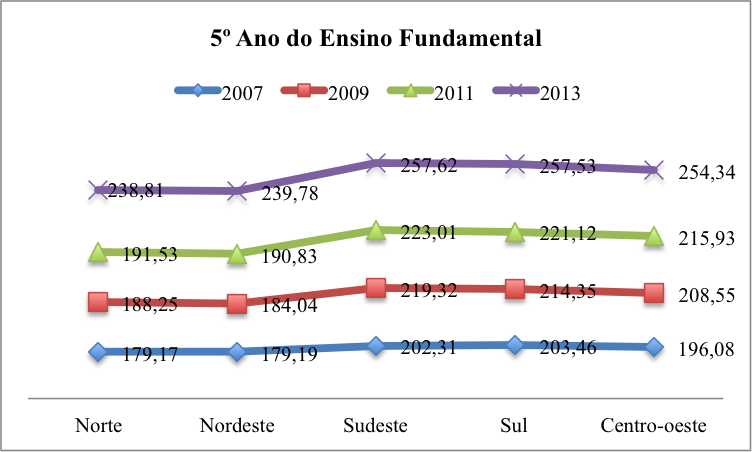 5º Ano do Ensino Fundamental
2007 2009 2011 2013
238,81 239,78 257,62 257,53 254,34
191,53 190,83 223,01 221,12 215,93
188,25 184,04 219,32 214,35 208,55
179,17 179,19 202,31 203,46 196,08
Norte Nordeste Sudeste Sul Centro-oeste